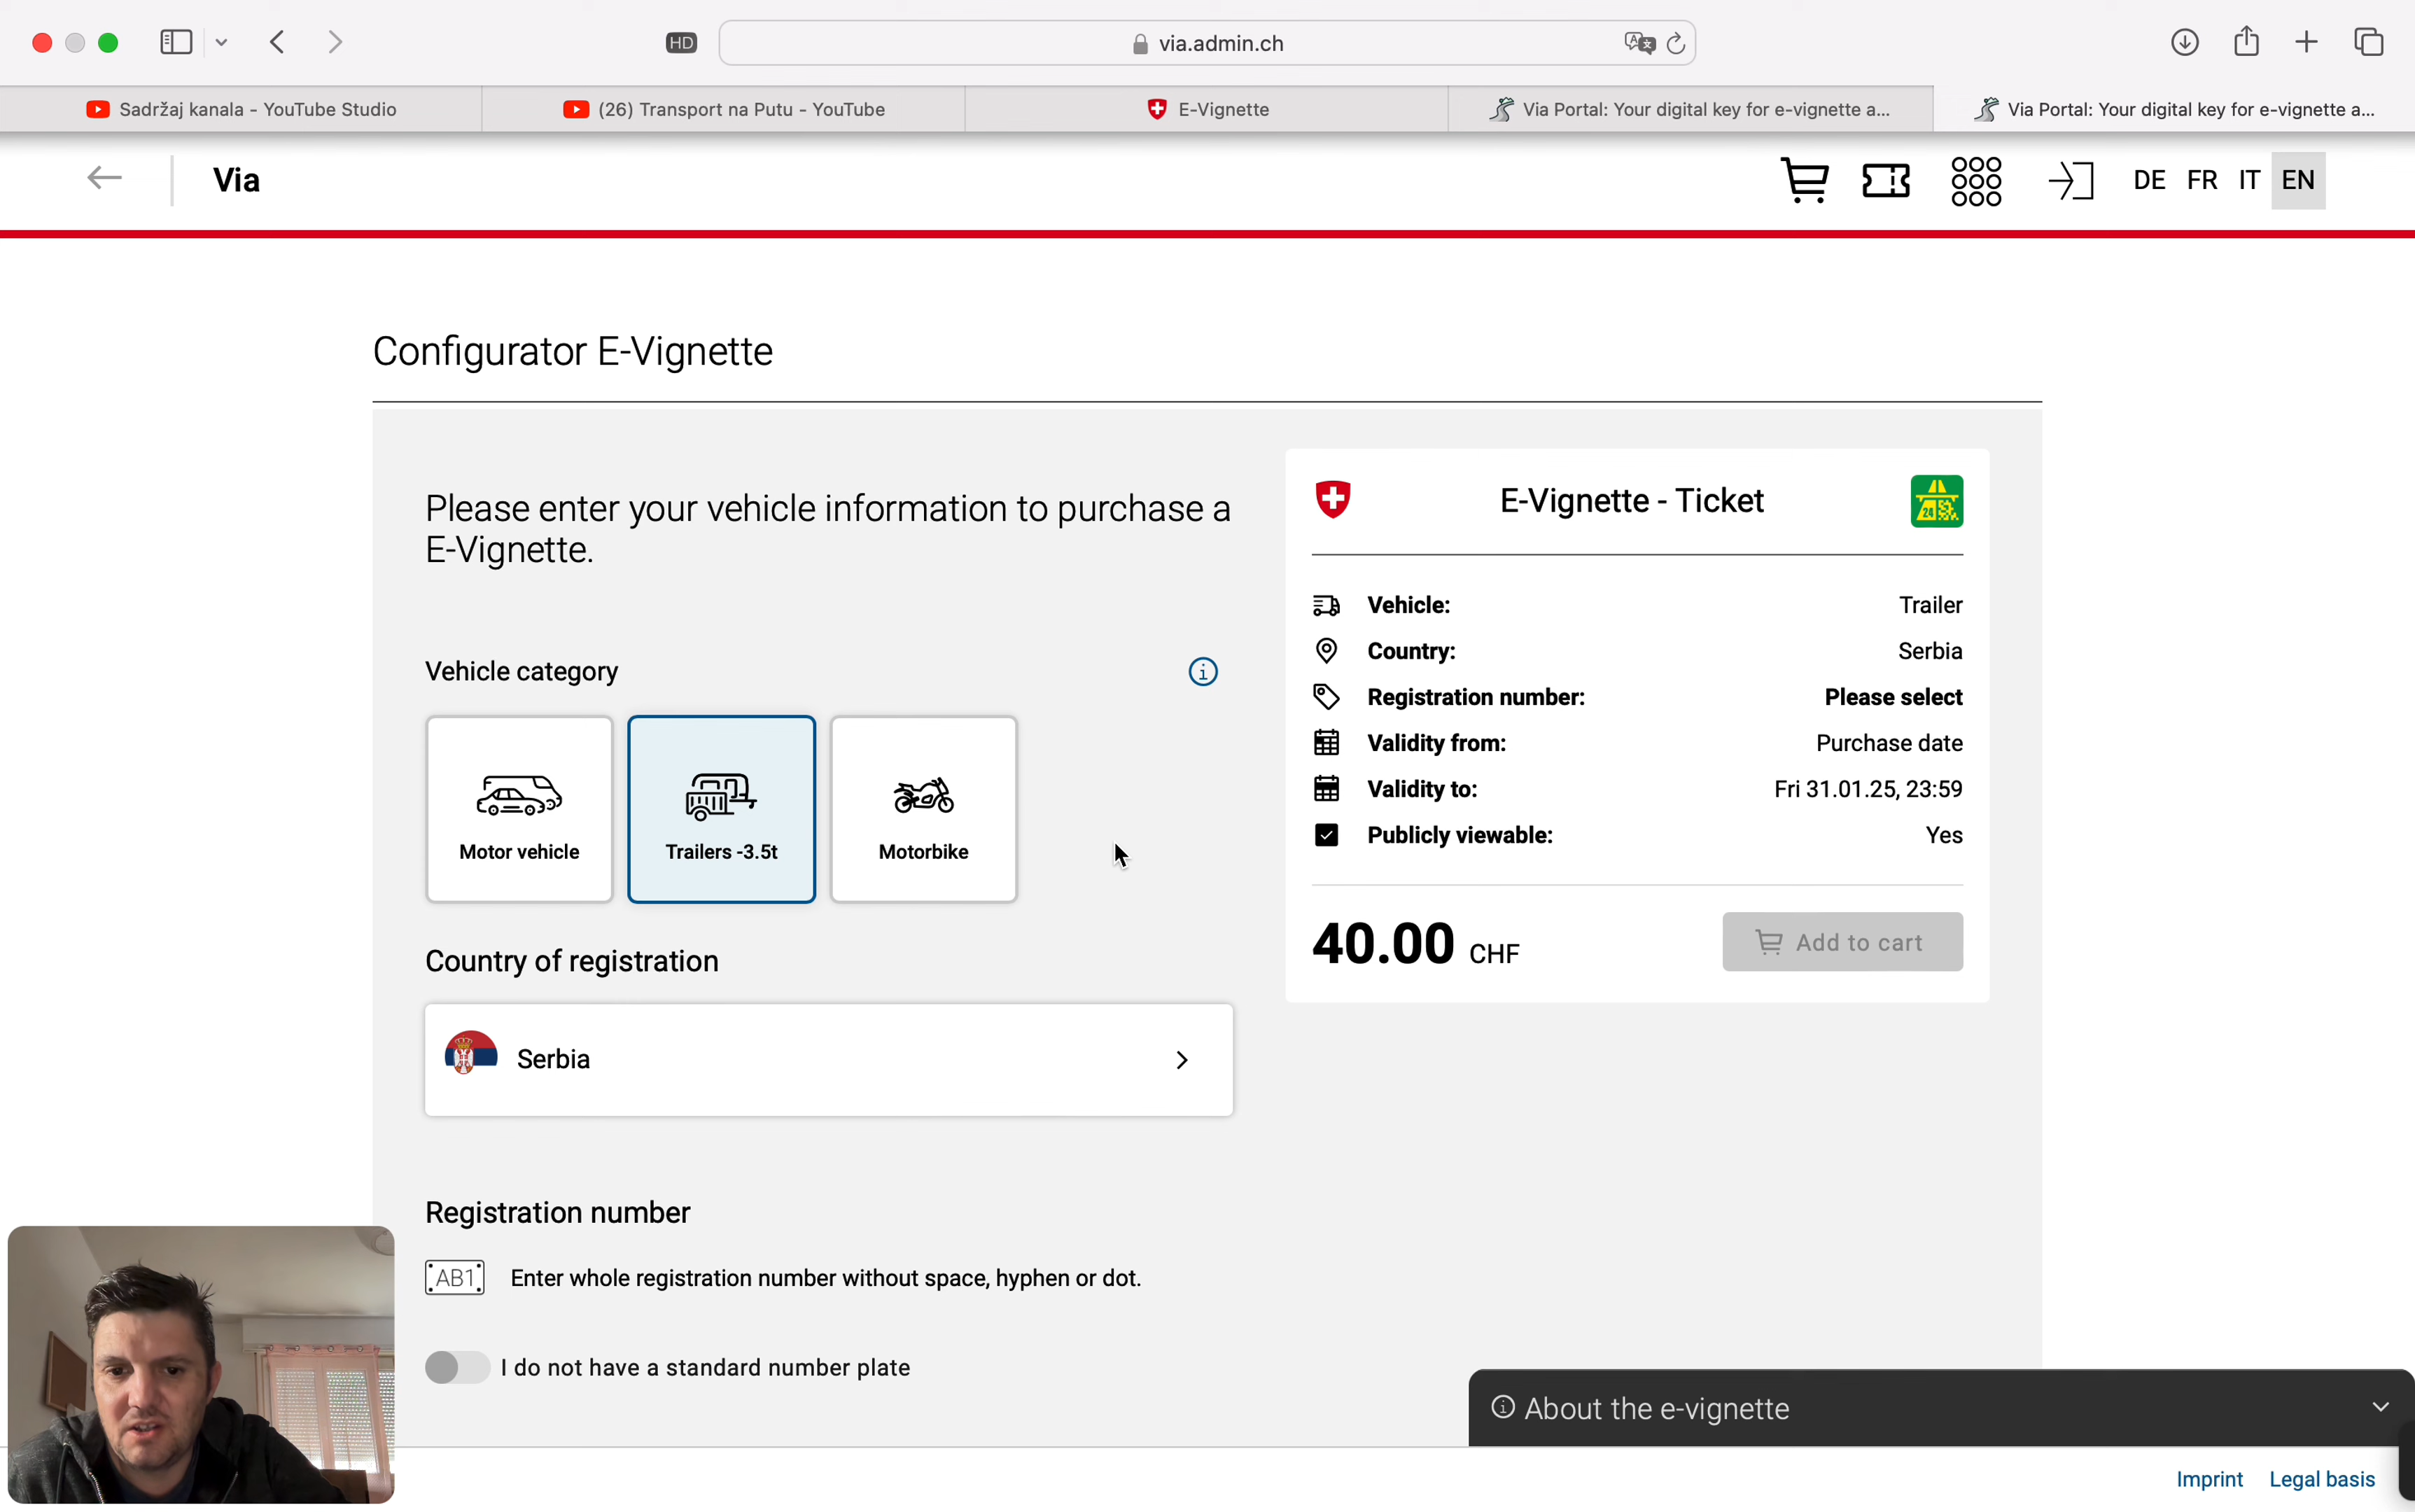 HD
via.admin.ch
Sadržaj kanala - YouTube Studio
(26) Transport na Putu - YouTube
E-Vignette
Via Portal: Your digital key for e-vignette a...
Via Portal: Your digital key for e-vignette a...
Via
DE FR IT EN
Configurator E-Vignette
Please enter your vehicle information to purchase a
E-Vignette.
Vehicle category
Motor vehicle
Trailers -3.5t
Motorbike
Country of registration
Serbia
Registration number
AB1
Enter whole registration number without space, hyphen or dot.
I do not have a standard number plate
E-Vignette - Ticket
24
Vehicle: Trailer
Country: Serbia
Registration number: Please select
Validity from: Purchase date
Validity to: Fri 31.01.25, 23:59
Publicly viewable: Yes
40.00 CHF
Add to cart
About the e-vignette
Imprint Legal basis